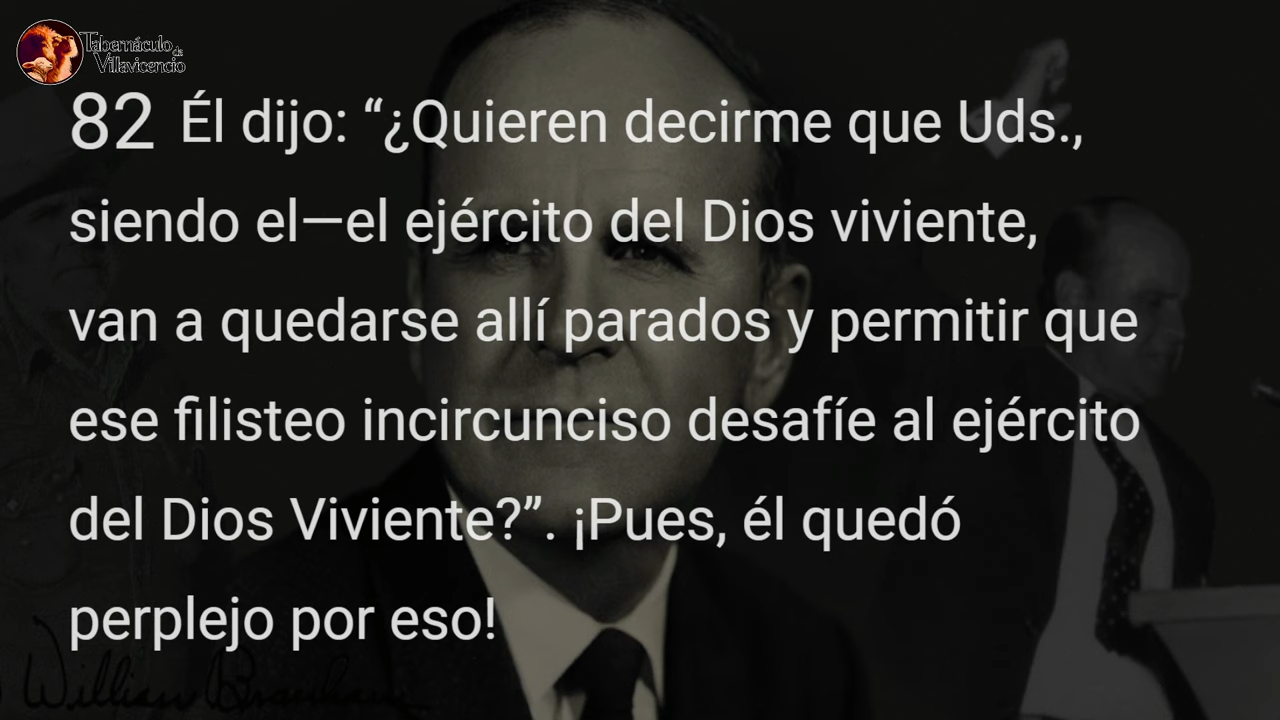 Tabernáculo de
Villavicencio
82 Él dijo: “¿Quieren decirme que Uds.,
siendo el—el ejército del Dios viviente,
van a quedarse allí parados y permitir que
ese filisteo incircunciso desafíe al ejército
del Dios Viviente?”. ¡Pues, él quedó
perplejo por eso!
William Branham